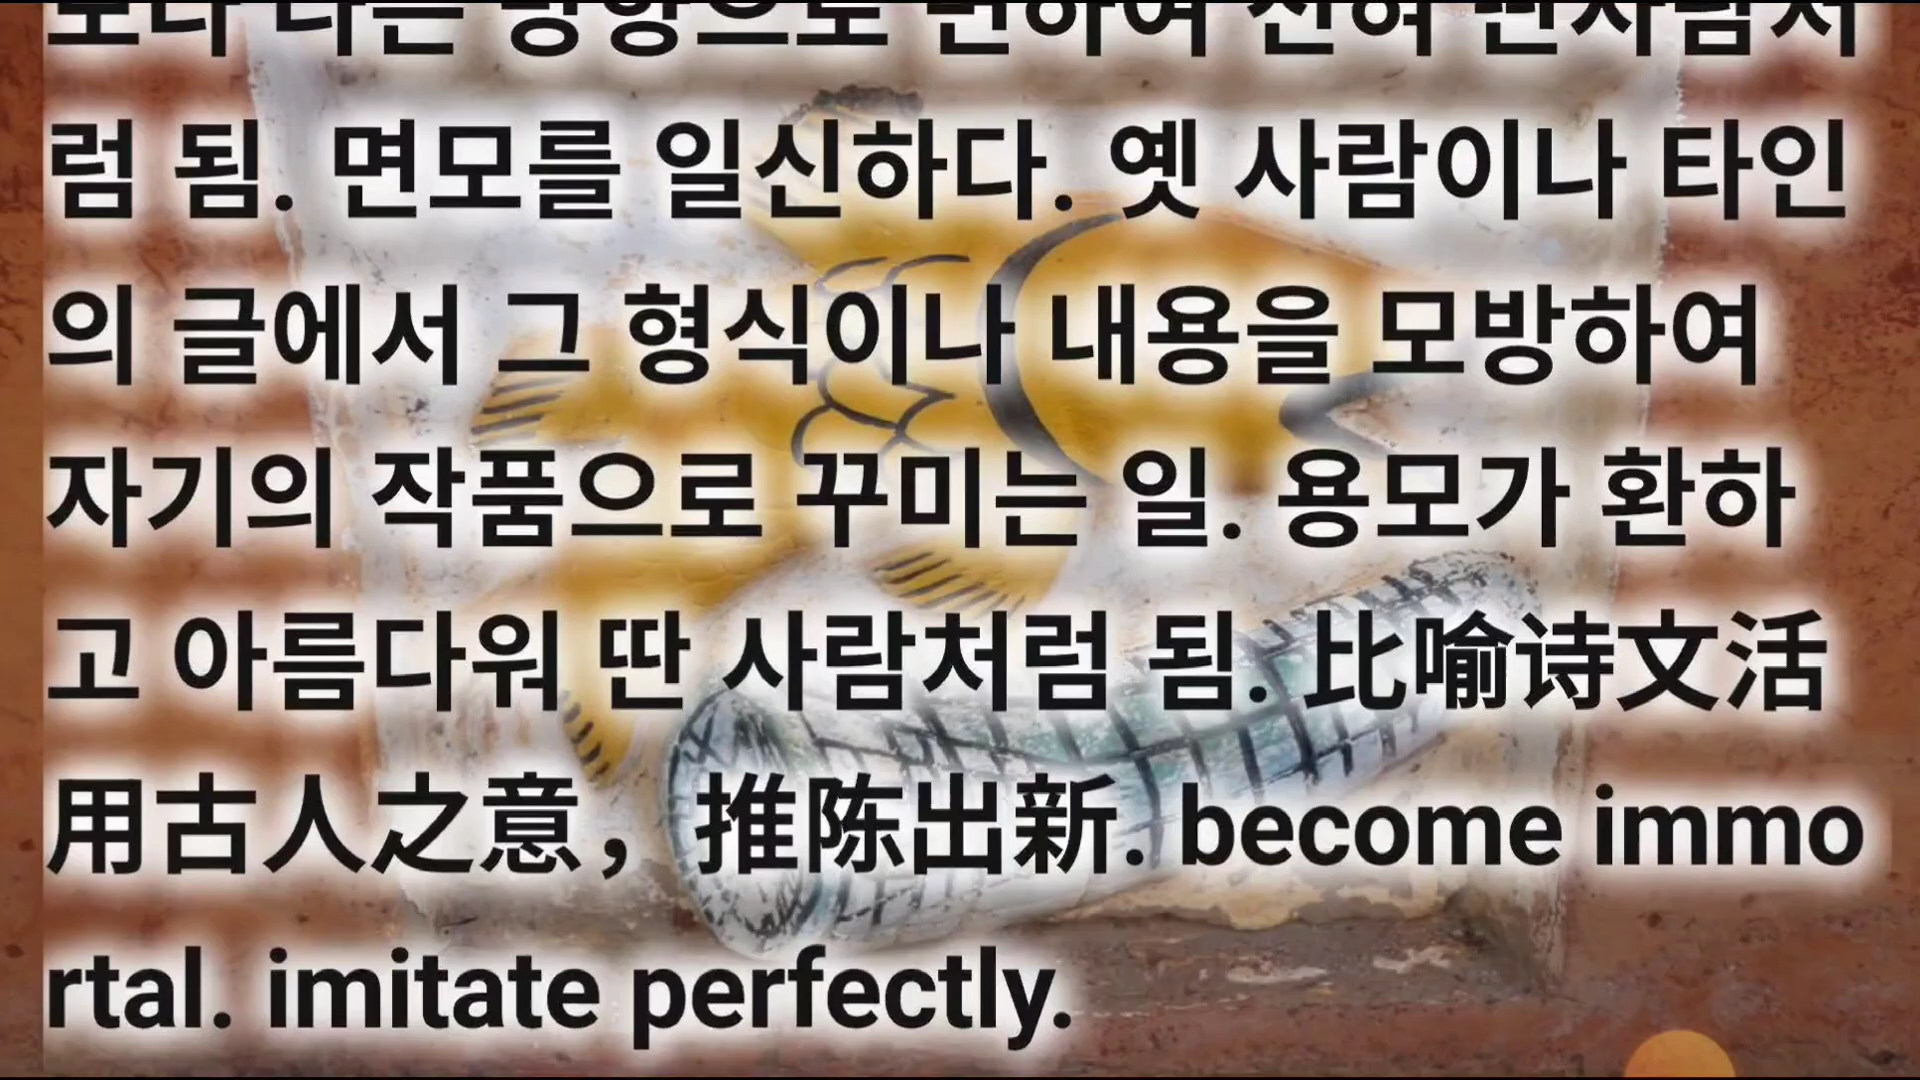 럼 됨. 면모를 일신하다. 옛 사람이나 타인
의 글에서 그 형식이나 내용을 모방하여
자기의 작품으로 꾸미는 일. 용모가 환하
고 아름다워 딴 사람처럼 됨. 比喻诗文活
用古人之意，推陈出新. become immo
rtal. imitate perfectly.